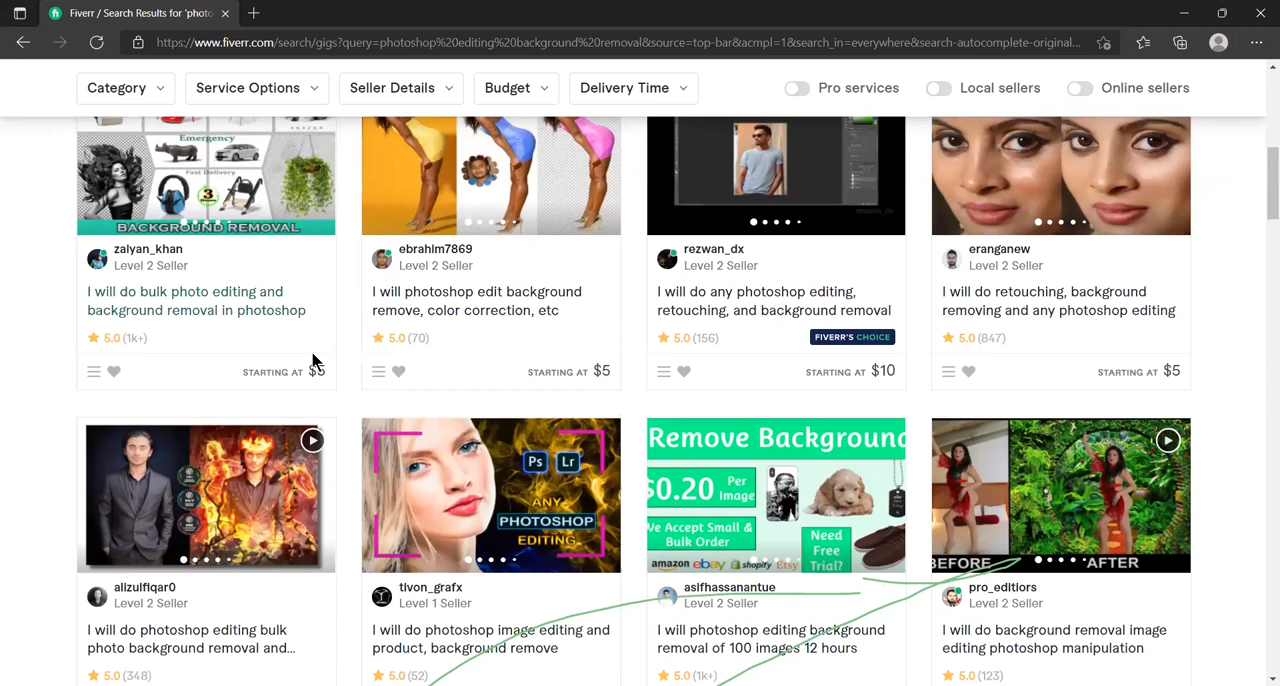 Fiverr / Search Results for 'photo
https://www.fiverr.com/search/gigs?query=photoshop%20editing%20background%20removal&source=top-bar&acmpl=1&search_in=everywhere&search-autocomplete-original...
Category
Service Options
Seller Details
Budget
Delivery Time
Pro services
Local sellers
Online sellers
Emergency
Fast Delivery
3
BACKGROUND REMOVAL
rezwan_dx
zalyan_khan
Level 2 Seller
I will do bulk photo editing and
background removal in photoshop
5.0 (1k+)
STARTING AT $5
ebrahim7869
Level 2 Seller
I will photoshop edit background
remove, color correction, etc
5.0 (70)
STARTING AT $5
rezwan_dx
Level 2 Seller
I will do any photoshop editing,
retouching, and background removal
5.0 (156)
FIVERR'S CHOICE
STARTING AT $10
eranganew
Level 2 Seller
I will do retouching, background
removing and any photoshop editing
5.0 (847)
STARTING AT $5
alizulfiqar0
Level 2 Seller
I will do photoshop editing bulk
photo background removal and...
5.0 (348)
Ps
Lr
ANY
PHOTOSHOP
EDITING
tivon_grafx
Level 1 Seller
I will do photoshop image editing and
product, background remove
5.0 (52)
Remove Background
$0.20 Per
Image
We Accept Small &
Bulk Order
Need
Free
Trial?
amazon ebay shopify Etsy
asifhassanantue
Level 2 Seller
I will photoshop editing background
removal of 100 images 12 hours
5.0 (1k+)
BEFORE
AFTER
pro_editiors
Level 2 Seller
I will do background removal image
editing photoshop manipulation
5.0 (123)